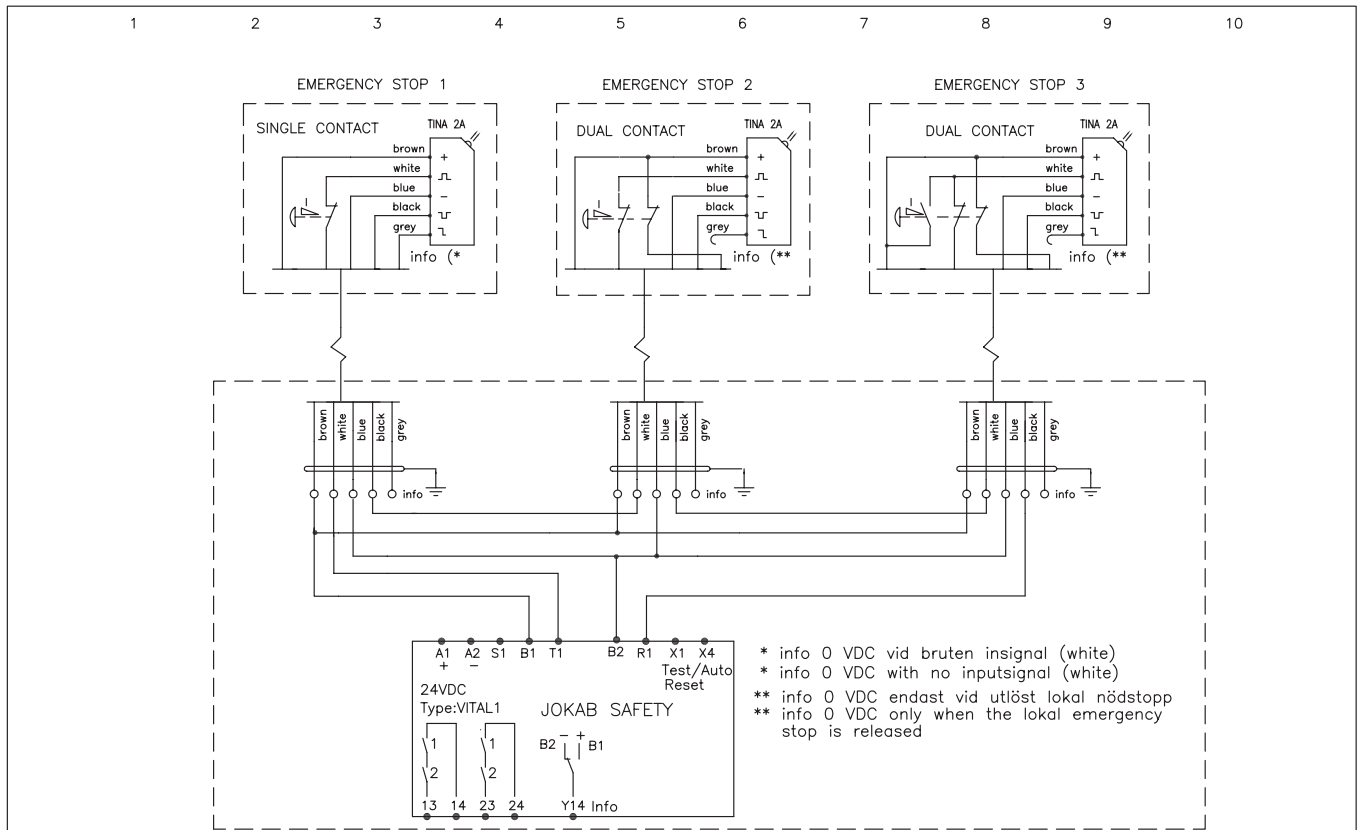 1 2 3 4 5 6 7 8 9 10
EMERGENCY STOP 1 EMERGENCY STOP 2 EMERGENCY STOP 3
SINGLE CONTACT TINA 2A DUAL CONTACT TINA 2A DUAL CONTACT TINA 2A
brown + brown + brown +
white white white
blue − blue − blue −
black black black
grey grey grey
info (* info (** info (**
brown white blue black grey brown white blue black grey brown white blue black grey
info info info
A1 A2 S1 B1 T1 B2 R1 X1 X4
+ − Test/Auto
Reset
24VDC
Type:VITAL1 JOKAB SAFETY
1 1 B2 − + B1
2 2
13 14 23 24 Y14 Info
* info 0 VDC vid bruten insignal (white)
* info 0 VDC with no inputsignal (white)
** info 0 VDC endast vid utlöst lokal nödstopp
** info 0 VDC only when the lokal emergency
stop is released